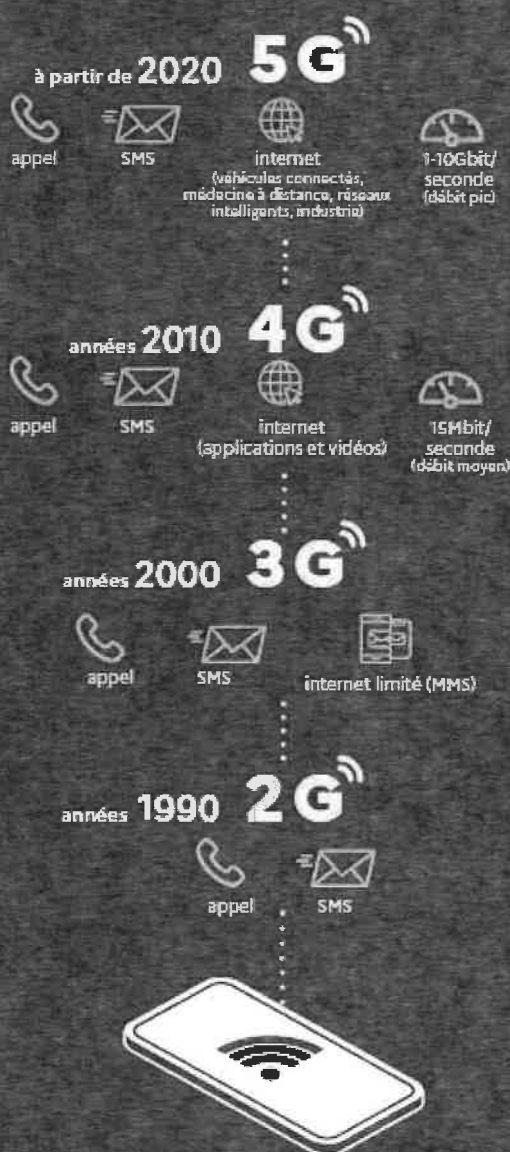 à partir de 2020 5G
appel
SMS
internet
(véhicules connectés,
médecine à distance, réseaux
intelligents, industrie)
1-10Gbit/
seconde
(débit pic)
années 2010 4G
appel
SMS
internet
(applications et vidéos)
15Mbit/
seconde
(débit moyen)
années 2000 3G
appel
SMS
internet limité (MMS)
années 1990 2G
appel
SMS